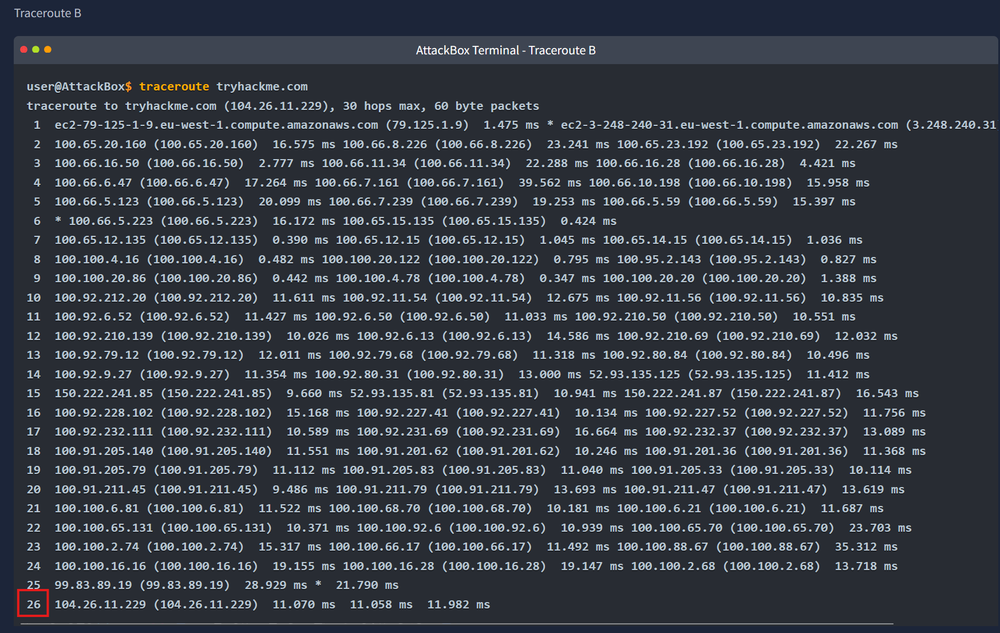 Traceroute B
AttackBox Terminal - Traceroute B
user@AttackBox$ traceroute tryhackme.com
traceroute to tryhackme.com (104.26.11.229), 30 hops max, 60 byte packets
1 ec2-79-125-1-9.eu-west-1.compute.amazonaws.com (79.125.1.9) 1.475 ms * ec2-3-248-240-31.eu-west-1.compute.amazonaws.com (3.248.240.31)
2 100.65.20.160 (100.65.20.160) 16.575 ms 100.66.8.226 (100.66.8.226) 23.241 ms 100.65.23.192 (100.65.23.192) 22.267 ms
3 100.66.16.50 (100.66.16.50) 2.777 ms 100.66.11.34 (100.66.11.34) 22.288 ms 100.66.16.28 (100.66.16.28) 4.421 ms
4 100.66.6.47 (100.66.6.47) 17.264 ms 100.66.7.161 (100.66.7.161) 39.562 ms 100.66.10.198 (100.66.10.198) 15.958 ms
5 100.66.5.123 (100.66.5.123) 20.099 ms 100.66.7.239 (100.66.7.239) 19.253 ms 100.66.5.59 (100.66.5.59) 15.397 ms
6 * 100.66.5.223 (100.66.5.223) 16.172 ms 100.65.15.135 (100.65.15.135) 0.424 ms
7 100.65.12.135 (100.65.12.135) 0.390 ms 100.65.12.15 (100.65.12.15) 1.045 ms 100.65.14.15 (100.65.14.15) 1.036 ms
8 100.100.4.16 (100.100.4.16) 0.482 ms 100.100.20.122 (100.100.20.122) 0.795 ms 100.95.2.143 (100.95.2.143) 0.827 ms
9 100.100.20.86 (100.100.20.86) 0.442 ms 100.100.4.78 (100.100.4.78) 0.347 ms 100.100.20.20 (100.100.20.20) 1.388 ms
10 100.92.212.20 (100.92.212.20) 11.611 ms 100.92.11.54 (100.92.11.54) 12.675 ms 100.92.11.56 (100.92.11.56) 10.835 ms
11 100.92.6.52 (100.92.6.52) 11.427 ms 100.92.6.50 (100.92.6.50) 11.033 ms 100.92.210.50 (100.92.210.50) 10.551 ms
12 100.92.210.139 (100.92.210.139) 10.026 ms 100.92.6.13 (100.92.6.13) 14.586 ms 100.92.210.69 (100.92.210.69) 12.032 ms
13 100.92.79.12 (100.92.79.12) 12.011 ms 100.92.79.68 (100.92.79.68) 11.318 ms 100.92.80.84 (100.92.80.84) 10.496 ms
14 100.92.9.27 (100.92.9.27) 11.354 ms 100.92.80.31 (100.92.80.31) 13.000 ms 52.93.135.125 (52.93.135.125) 11.412 ms
15 150.222.241.85 (150.222.241.85) 9.660 ms 52.93.135.81 (52.93.135.81) 10.941 ms 150.222.241.87 (150.222.241.87) 16.543 ms
16 100.92.228.102 (100.92.228.102) 15.168 ms 100.92.227.41 (100.92.227.41) 10.134 ms 100.92.227.52 (100.92.227.52) 11.756 ms
17 100.92.232.111 (100.92.232.111) 10.589 ms 100.92.231.69 (100.92.231.69) 16.664 ms 100.92.232.37 (100.92.232.37) 13.089 ms
18 100.91.205.140 (100.91.205.140) 11.551 ms 100.91.201.62 (100.91.201.62) 10.246 ms 100.91.201.36 (100.91.201.36) 11.368 ms
19 100.91.205.79 (100.91.205.79) 11.112 ms 100.91.205.83 (100.91.205.83) 11.040 ms 100.91.205.33 (100.91.205.33) 10.114 ms
20 100.91.211.45 (100.91.211.45) 9.486 ms 100.91.211.79 (100.91.211.79) 13.693 ms 100.91.211.47 (100.91.211.47) 13.619 ms
21 100.100.6.81 (100.100.6.81) 11.522 ms 100.100.68.70 (100.100.68.70) 10.181 ms 100.100.6.21 (100.100.6.21) 11.687 ms
22 100.100.65.131 (100.100.65.131) 10.371 ms 100.100.92.6 (100.100.92.6) 10.939 ms 100.100.65.70 (100.100.65.70) 23.703 ms
23 100.100.2.74 (100.100.2.74) 15.317 ms 100.100.66.17 (100.100.66.17) 11.492 ms 100.100.88.67 (100.100.88.67) 35.312 ms
24 100.100.16.16 (100.100.16.16) 19.155 ms 100.100.16.28 (100.100.16.28) 19.147 ms 100.100.2.68 (100.100.2.68) 13.718 ms
25 99.83.89.19 (99.83.89.19) 28.929 ms * 21.790 ms
26 104.26.11.229 (104.26.11.229) 11.070 ms 11.058 ms 11.982 ms